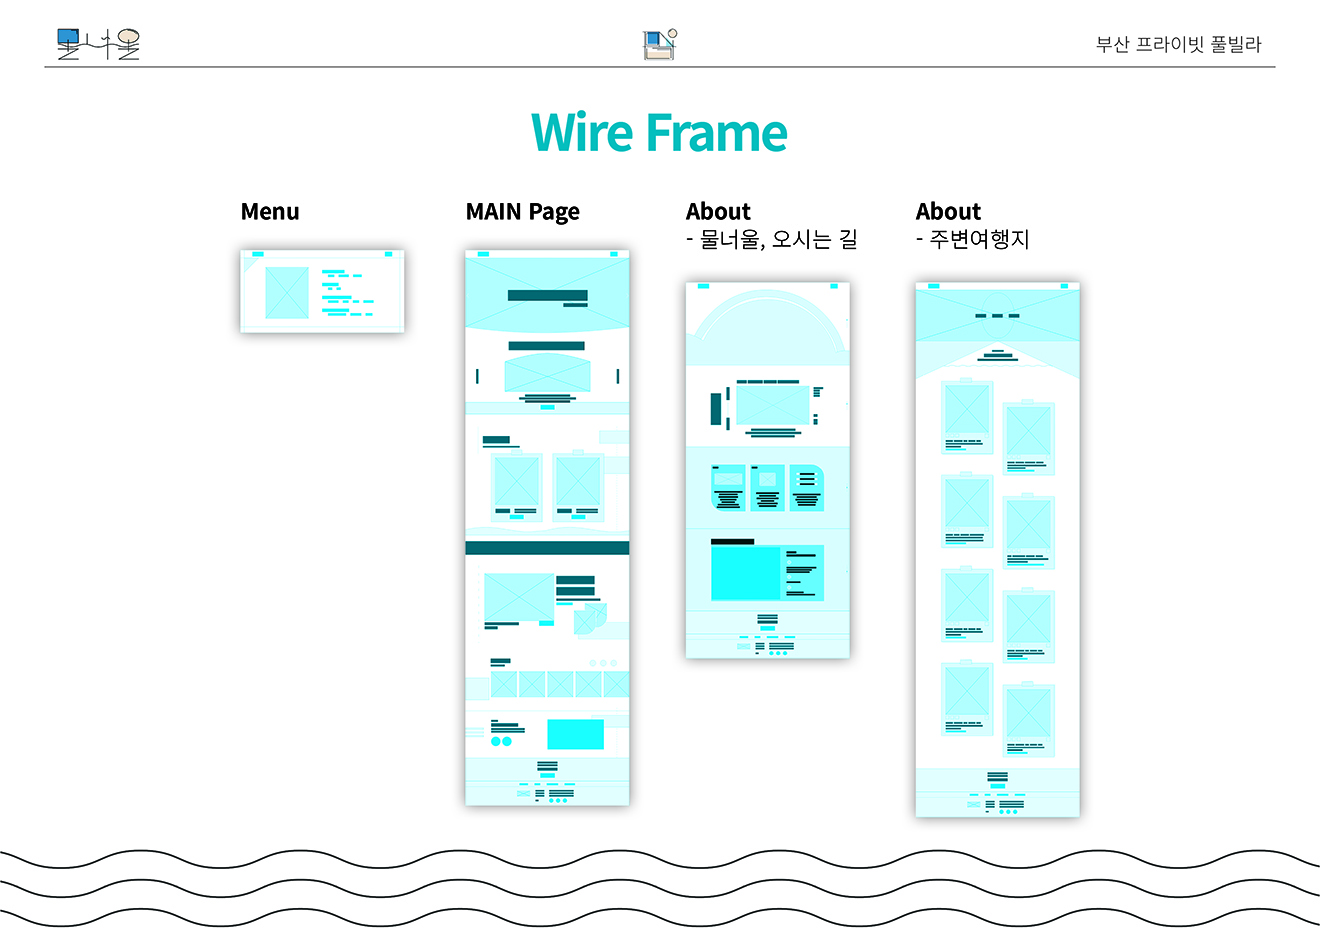 물너울
부산 프라이빗 풀빌라
Wire Frame
Menu
MAIN Page
About
- 물너울, 오시는 길
About
- 주변여행지